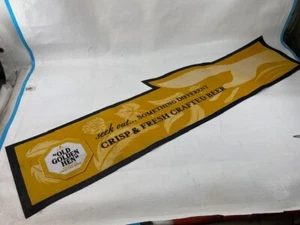 seek out... SOMETHING DIFFERENT
CRISP & FRESH CRAFTED BEER
"OLD
GOLDEN
HEN"